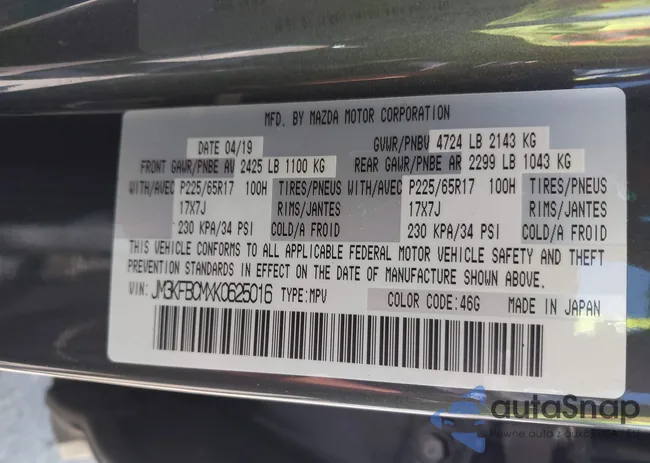 MFD. BY MAZDA MOTOR CORPORATION
DATE 04/19 GVWR/PNBV 4724 LB 2143 KG
FRONT GAWR/PNBE AV 2425 LB 1100 KG REAR GAWR/PNBE AR 2299 LB 1043 KG
WITH/AVEC P225/65R17 100H TIRES/PNEUS WITH/AVEC P225/65R17 100H TIRES/PNEUS
17X7J RIMS/JANTES 17X7J RIMS/JANTES
230 KPA/34 PSI COLD/A FROID 230 KPA/34 PSI COLD/A FROID
THIS VEHICLE CONFORMS TO ALL APPLICABLE FEDERAL MOTOR VEHICLE SAFETY AND THEFT
PREVENTION STANDARDS IN EFFECT ON THE DATE OF MANUFACTURE SHOWN ABOVE.
VIN: JM3KFBCMXK0625016 TYPE:MPV COLOR CODE:46G MADE IN JAPAN
autoSnap
Pewne auta z aukcji